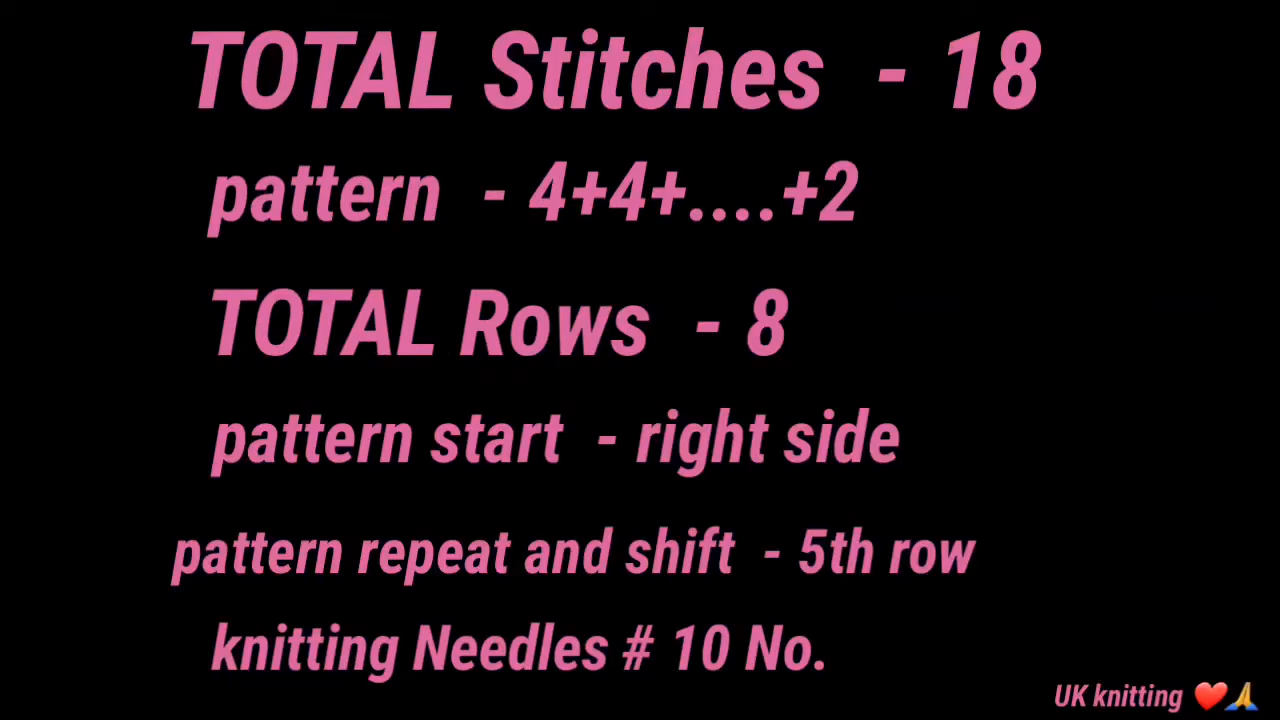 TOTAL Stitches - 18
pattern - 4+4+....+2
TOTAL Rows - 8
pattern start - right side
pattern repeat and shift - 5th row
knitting Needles # 10 No.
UK knitting ❤️🙏